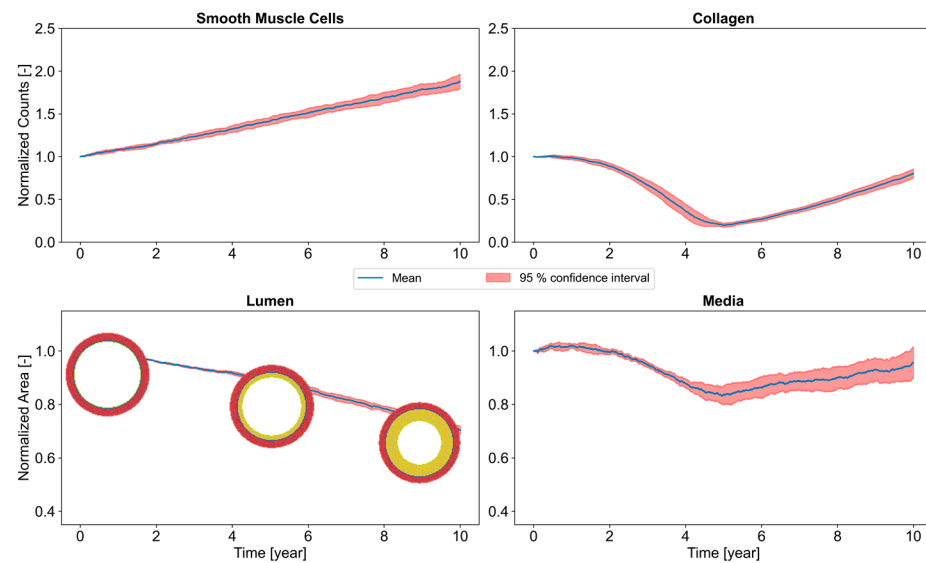 Smooth Muscle Cells
Collagen
Normalized Counts [-]
2.5
2.0
1.5
1.0
0.5
0.0
0 2 4 6 8 10
2.5
2.0
1.5
1.0
0.5
0.0
0 2 4 6 8 10
Mean
95 % confidence interval
Lumen
Media
Normalized Area [-]
1.0
0.8
0.6
0.4
0 2 4 6 8 10
Time [year]
1.0
0.8
0.6
0.4
0 2 4 6 8 10
Time [year]